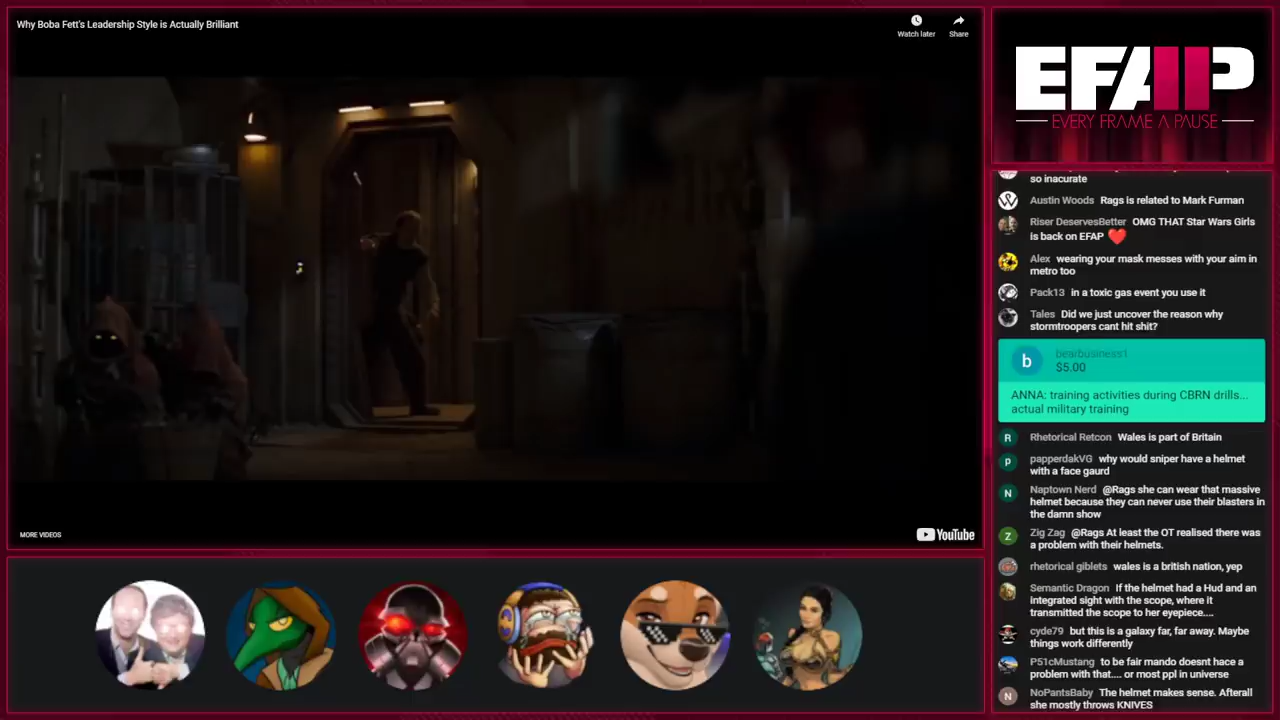 Why Boba Fett's Leadership Style is Actually Brilliant
Watch later
Share
MORE VIDEOS
YouTube
EFAP
EVERY FRAME A PAUSE
so inacurate
Austin Woods Rags is related to Mark Furman
Riser DeservesBetter OMG THAT Star Wars Girls
is back on EFAP
Alex wearing your mask messes with your aim in
metro too
Pack13 in a toxic gas event you use it
Tales Did we just uncover the reason why
stormtroopers cant hit shit?
b
bearbusiness1
$5.00
ANNA: training activities during CBRN drills...
actual military training
R Rhetorical Retcon Wales is part of Britain
P papperdakVG why would sniper have a helmet
with a face gaurd
N Naptown Nerd @Rags she can wear that massive
helmet because they can never use their blasters in
the damn show
Z Zig Zag @Rags At least the OT realised there was
a problem with their helmets.
rhetorical giblets wales is a british nation, yep
Semantic Dragon If the helmet had a Hud and an
integrated sight with the scope, where it
transmitted the scope to her eyepiece....
cyde79 but this is a galaxy far, far away. Maybe
things work differently
P51cMustang to be fair mando doesnt hace a
problem with that.... or most ppl in universe
N NoPantsBaby The helmet makes sense. Afterall
she mostly throws KNIVES